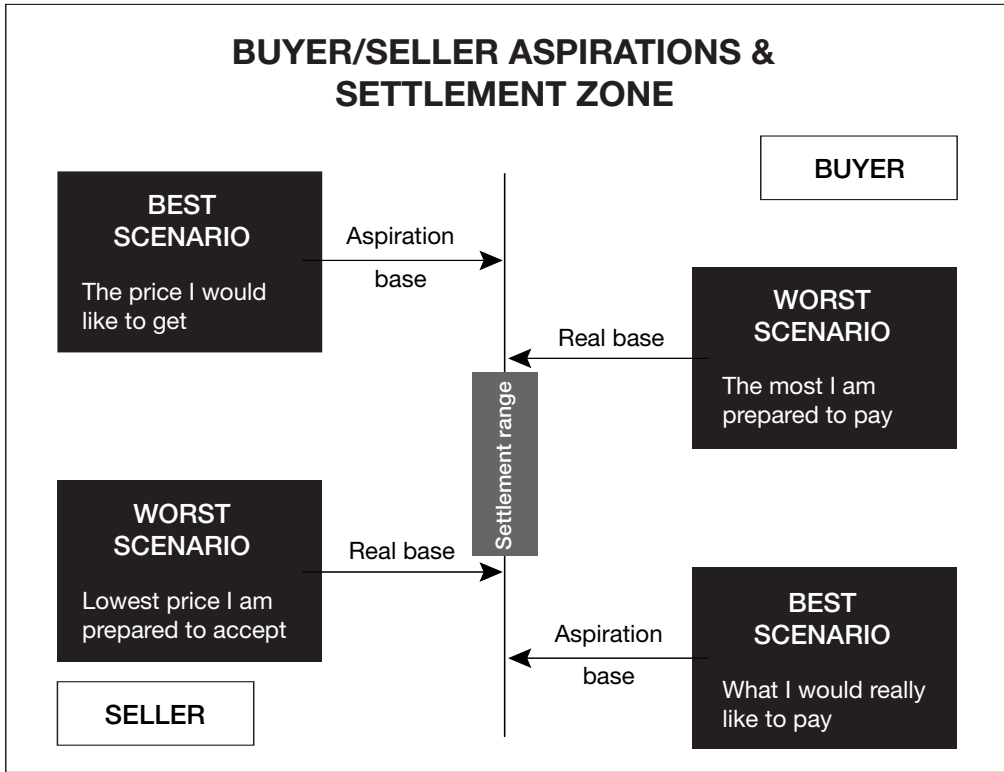 BUYER/SELLER ASPIRATIONS &
SETTLEMENT ZONE
BUYER
BEST
SCENARIO
The price I would
like to get
Aspiration
base
WORST
SCENARIO
The most I am
prepared to pay
Real base
Settlement range
WORST
SCENARIO
Lowest price I am
prepared to accept
Real base
BEST
SCENARIO
What I would really
like to pay
Aspiration
base
SELLER